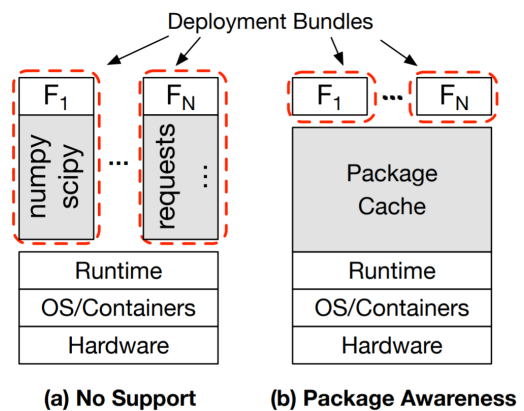 Deployment Bundles
F1
numpy
scipy
...
FN
requests
...
Runtime
OS/Containers
Hardware
(a) No Support
F1
...
FN
Package
Cache
Runtime
OS/Containers
Hardware
(b) Package Awareness